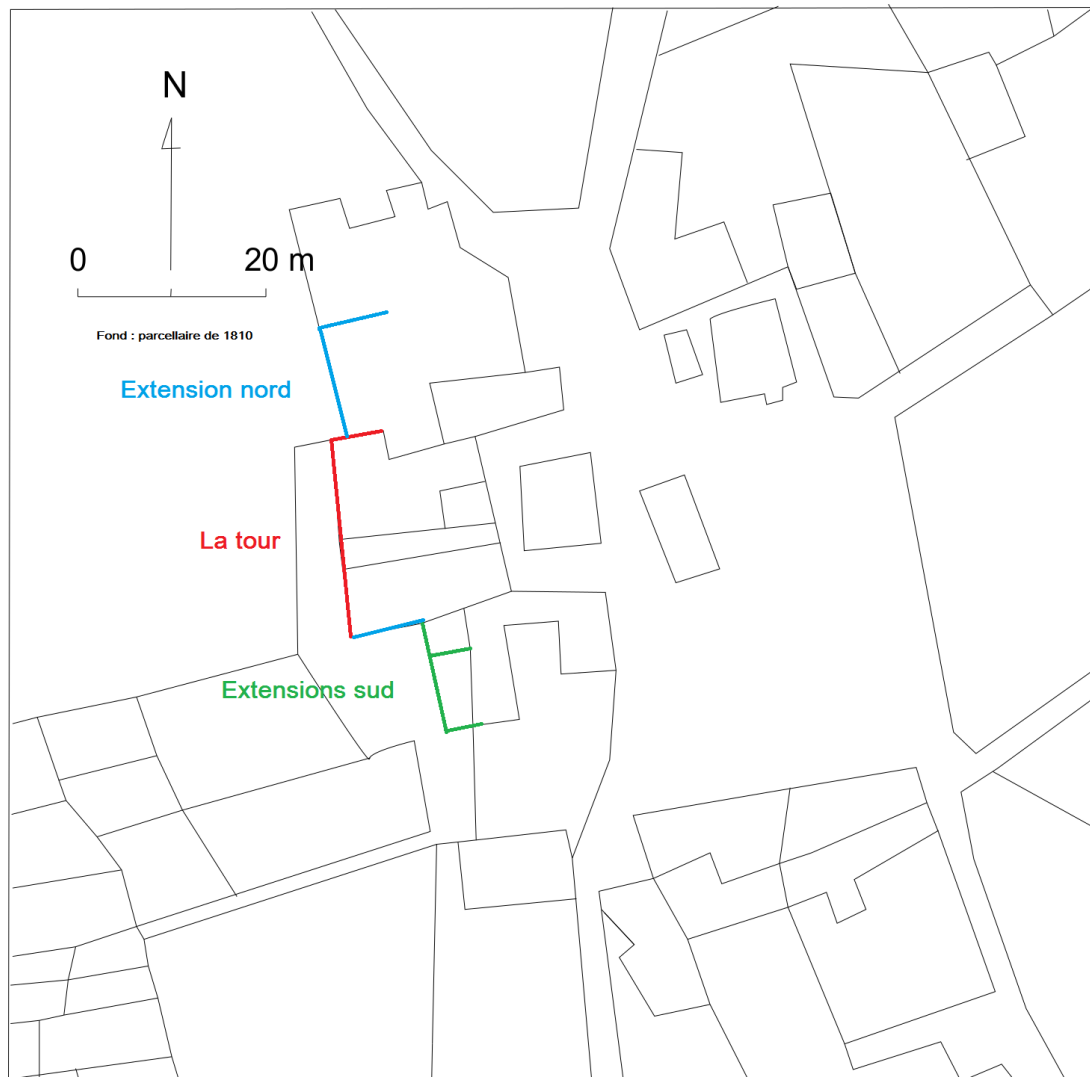 N
0 20 m
Fond : parcellaire de 1810
Extension nord
La tour
Extensions sud